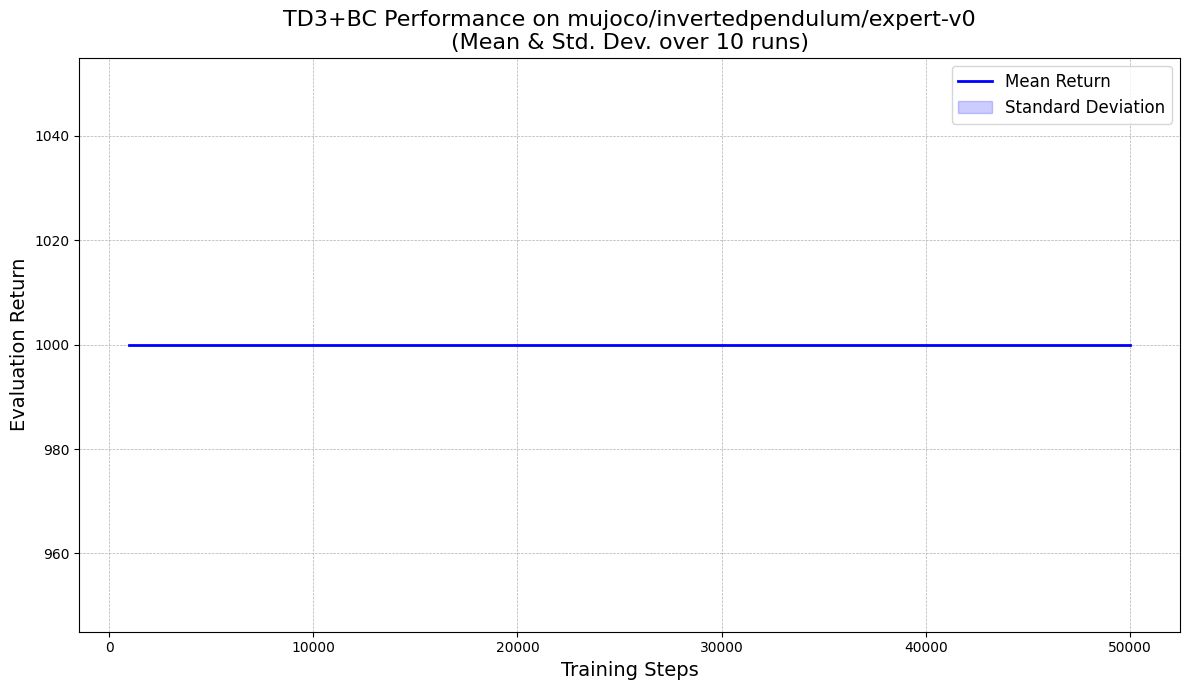 TD3+BC Performance on mujoco/invertedpendulum/expert-v0
(Mean & Std. Dev. over 10 runs)
Mean Return
Standard Deviation
Evaluation Return
1040
1020
1000
980
960
0
10000
20000
30000
40000
50000
Training Steps